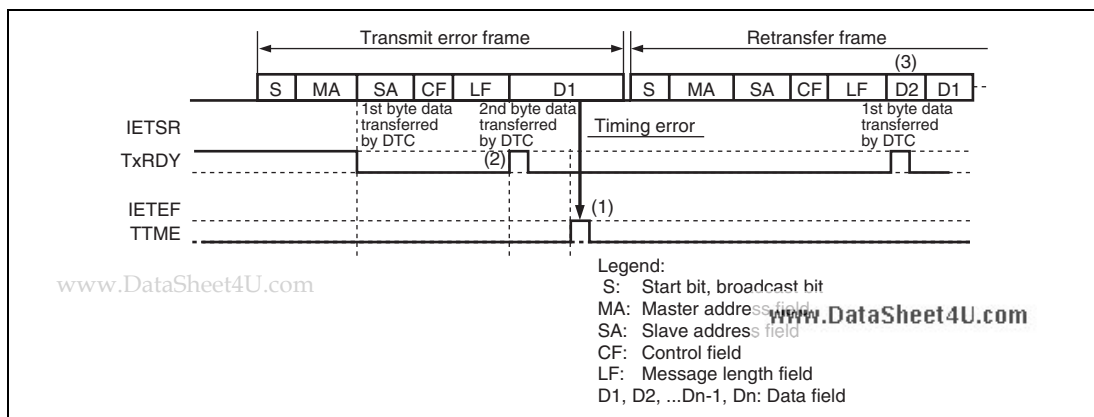 Transmit error frame Retransfer frame
(3)
S MA SA CF LF D1 S MA SA CF LF D2 D1
1st byte data transferred by DTC
2nd byte data transferred by DTC
Timing error
1st byte data transferred by DTC
IETSR
TxRDY
(2)
IETEF
TTME
(1)
Legend:
S: Start bit, broadcast bit
MA: Master address field
SA: Slave address field
CF: Control field
LF: Message length field
D1, D2, ...Dn-1, Dn: Data field
www.DataSheet4U.com
www.DataSheet4U.com